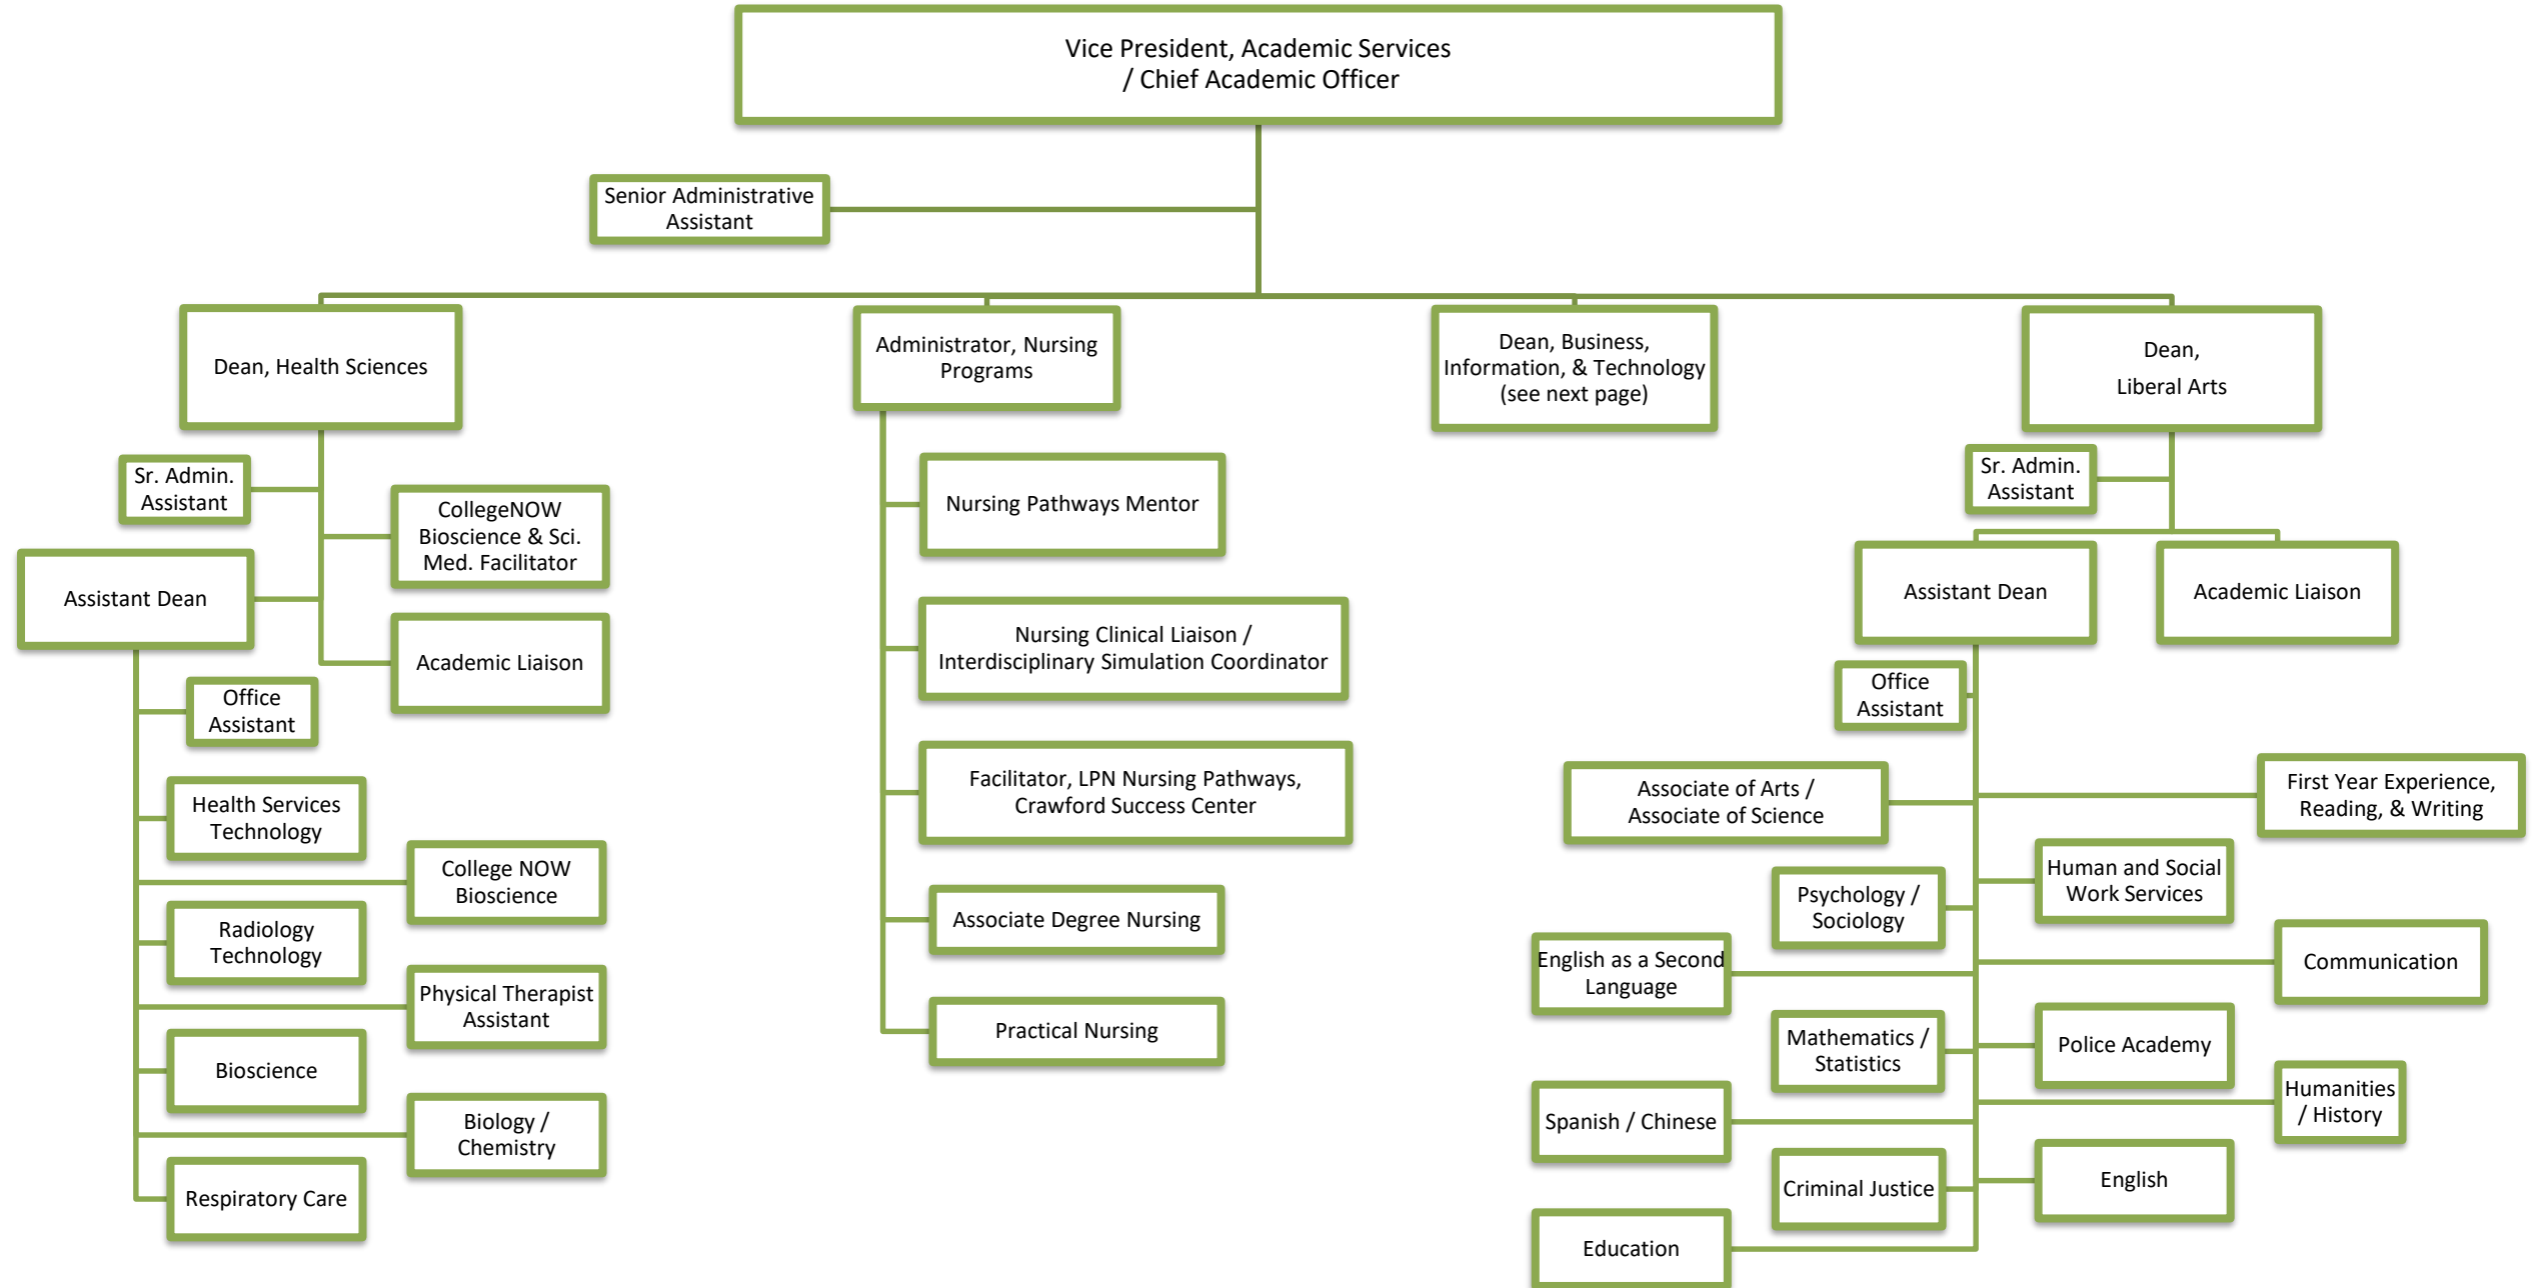 Vice President, Academic Services
/ Chief Academic Officer
Senior Administrative
Assistant
Dean, Health Sciences
Administrator, Nursing
Programs
Dean, Business,
Information, & Technology
(see next page)
Dean,
Liberal Arts
Sr. Admin.
Assistant
CollegeNOW
Bioscience & Sci.
Med. Facilitator
Assistant Dean
Academic Liaison
Office
Assistant
Health Services
Technology
College NOW
Bioscience
Radiology
Technology
Physical Therapist
Assistant
Bioscience
Biology /
Chemistry
Respiratory Care
Nursing Pathways Mentor
Nursing Clinical Liaison /
Interdisciplinary Simulation Coordinator
Facilitator, LPN Nursing Pathways,
Crawford Success Center
Associate Degree Nursing
Practical Nursing
Sr. Admin.
Assistant
Assistant Dean
Academic Liaison
Office
Assistant
Associate of Arts /
Associate of Science
First Year Experience,
Reading, & Writing
Psychology /
Sociology
Human and Social
Work Services
English as a Second
Language
Communication
Mathematics /
Statistics
Police Academy
Spanish / Chinese
Humanities
/ History
Criminal Justice
English
Education